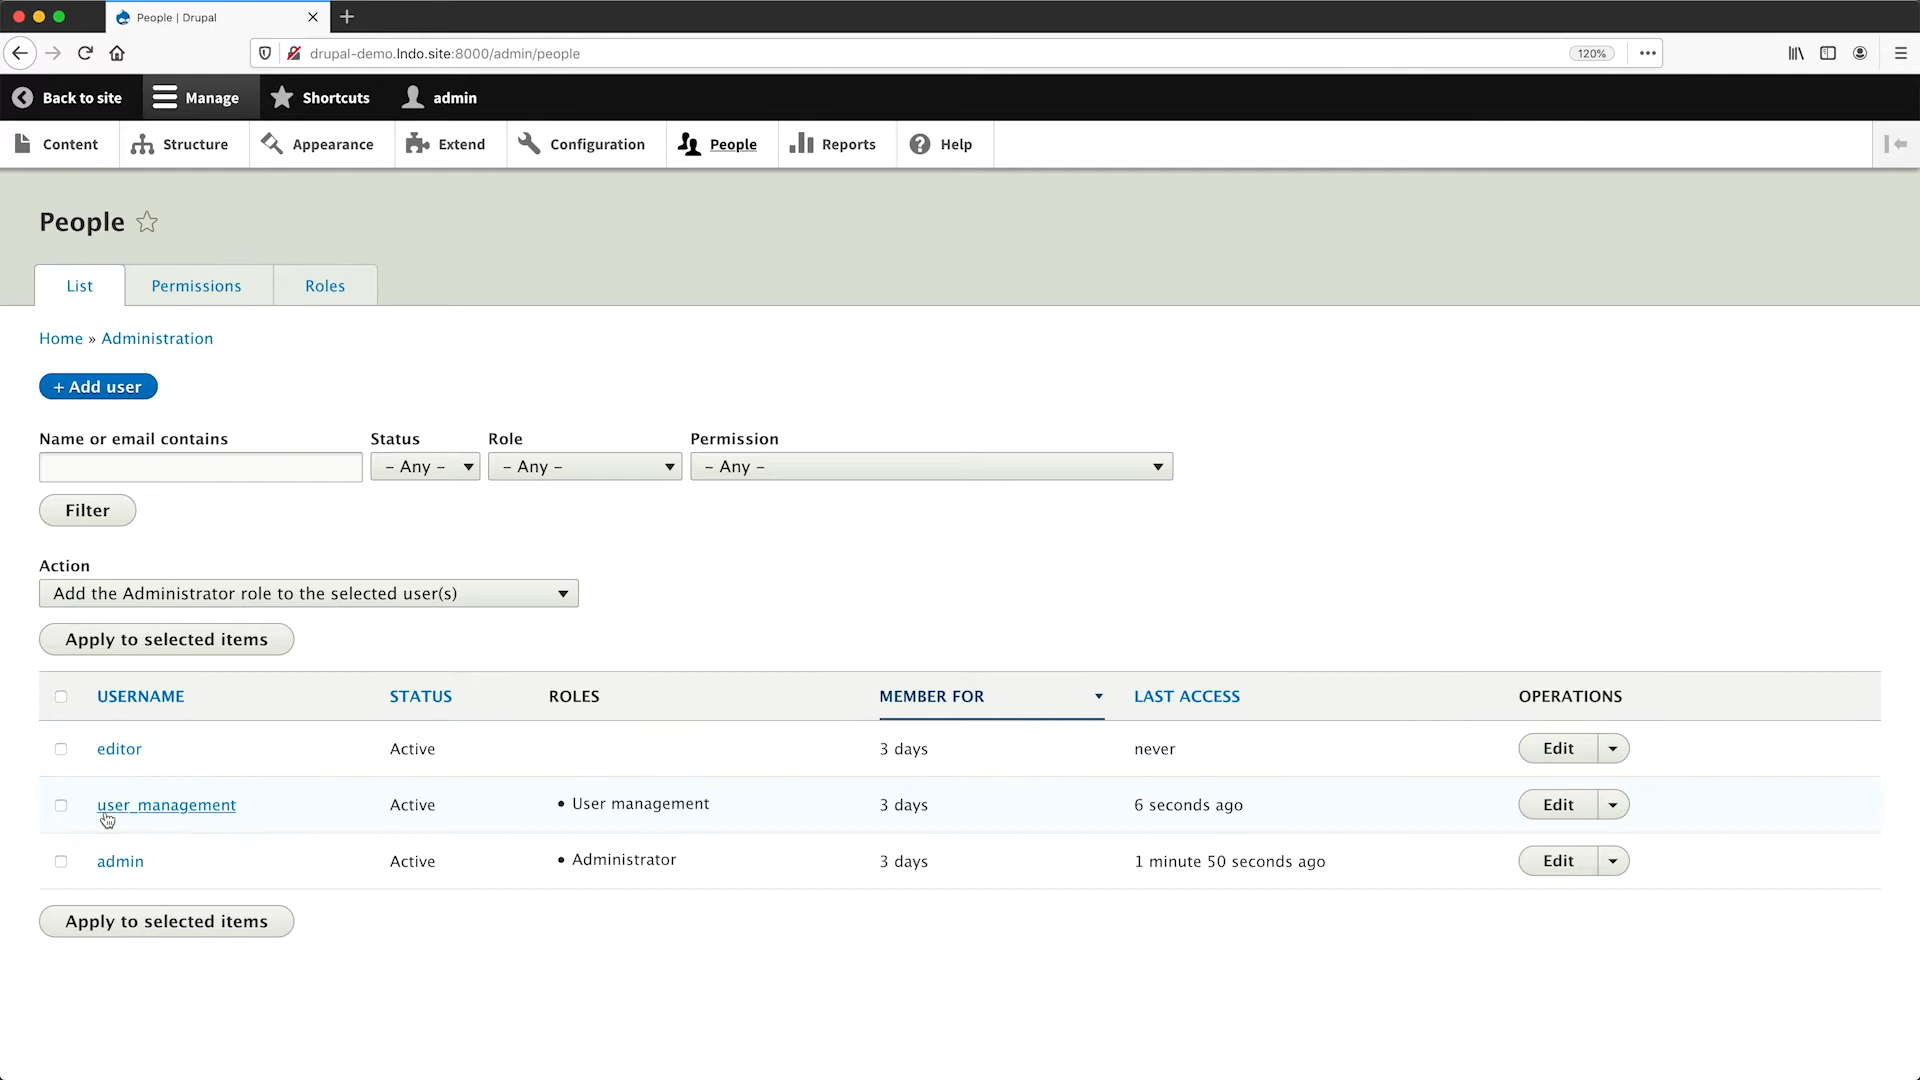 People | Drupal
drupal-demo.lndo.site:8000/admin/people 120%
Back to site Manage Shortcuts admin
Content Structure Appearance Extend Configuration People Reports Help
People
List Permissions Roles
Home » Administration
+ Add user
Name or email contains Status Role Permission
– Any – – Any – – Any –
Filter
Action
Add the Administrator role to the selected user(s)
Apply to selected items
USERNAME STATUS ROLES MEMBER FOR LAST ACCESS OPERATIONS
editor Active 3 days never Edit
user_management Active • User management 3 days 6 seconds ago Edit
admin Active • Administrator 3 days 1 minute 50 seconds ago Edit
Apply to selected items